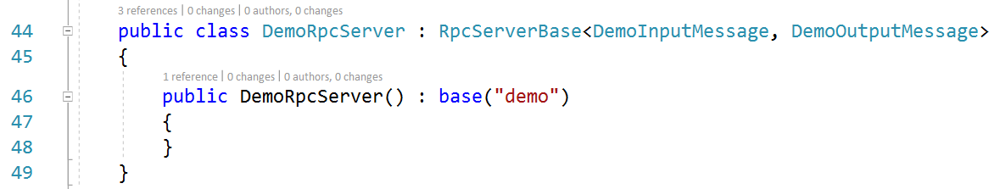 3 references | 0 changes | 0 authors, 0 changes
44 public class DemoRpcServer : RpcServerBase<DemoInputMessage, DemoOutputMessage>
45 {
1 reference | 0 changes | 0 authors, 0 changes
46 public DemoRpcServer() : base("demo")
47 {
48 }
49 }